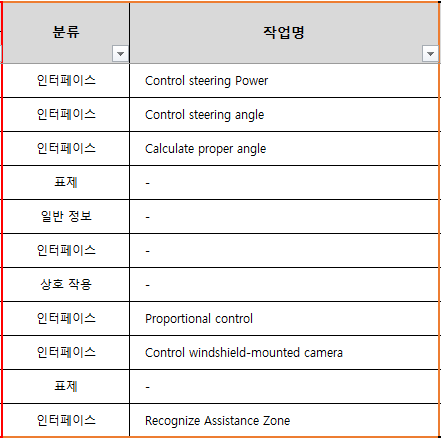 분류 작업명
인터페이스 Control steering Power
인터페이스 Control steering angle
인터페이스 Calculate proper angle
표제 -
일반 정보 -
인터페이스 -
상호 작용 -
인터페이스 Proportional control
인터페이스 Control windshield-mounted camera
표제 -
인터페이스 Recognize Assistance Zone